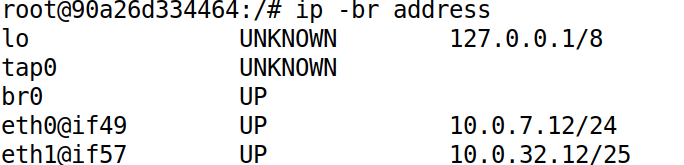 root@90a26d334464:/# ip -br address
lo UNKNOWN 127.0.0.1/8
tap0 UNKNOWN
br0 UP
eth0@if49 UP 10.0.7.12/24
eth1@if57 UP 10.0.32.12/25